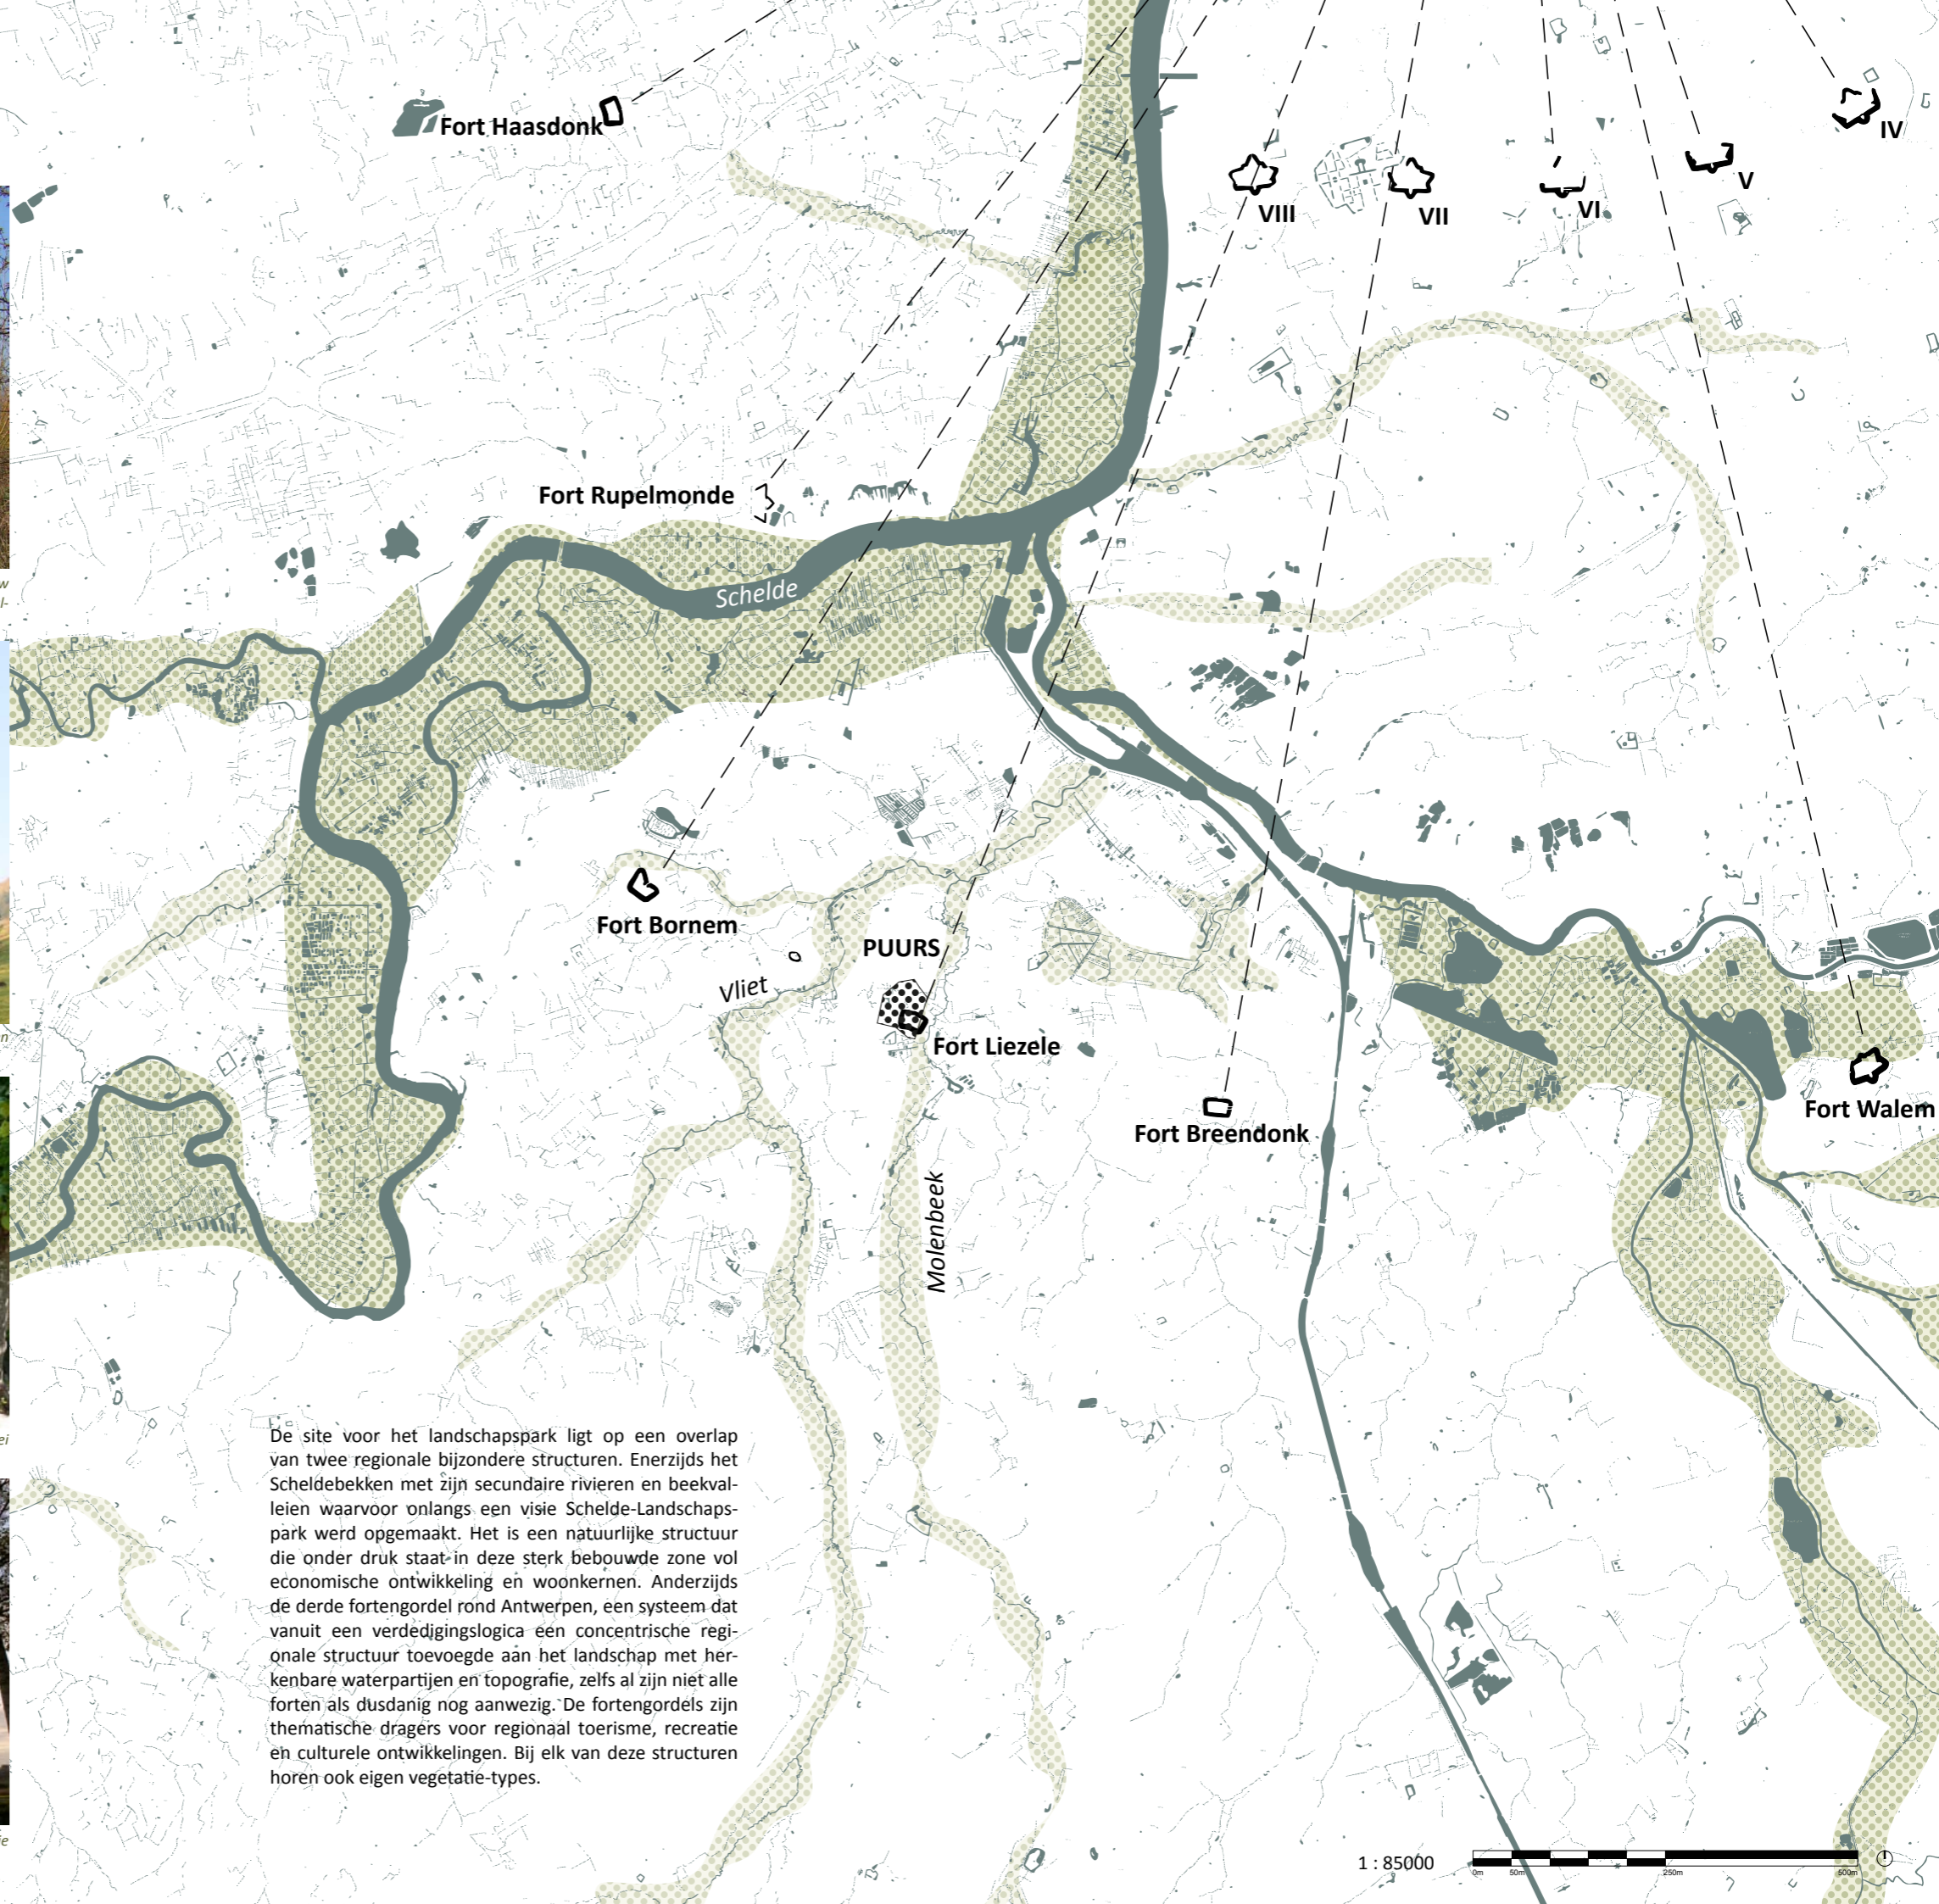 Fort Haasdonk
IV
V
VI
VII
VIII
Fort Rupelmonde
Schelde
Fort Bornem
PUURS
Vliet
Fort Liezele
Fort Walem
Fort Breendonk
Molenbeek
De site voor het landschapspark ligt op een overlap
van twee regionale bijzondere structuren. Enerzijds het
Scheldebekken met zijn secundaire rivieren en beekval-
leien waarvoor onlangs een visie Schelde-Landschaps-
park werd opgemaakt. Het is een natuurlijke structuur
die onder druk staat in deze sterk bebouwde zone vol
economische ontwikkeling en woonkernen. Anderzijds
de derde fortengordel rond Antwerpen, een systeem dat
vanuit een verdedigingslogica een concentrische regi-
onale structuur toevoegde aan het landschap met her-
kenbare waterpartijen en topografie, zelfs al zijn niet alle
forten als dusdanig nog aanwezig. De fortengordels zijn
thematische dragers voor regionaal toerisme, recreatie
en culturele ontwikkelingen. Bij elk van deze structuren
horen ook eigen vegetatie-types.
1 : 85000
0m 50m 250m 500m